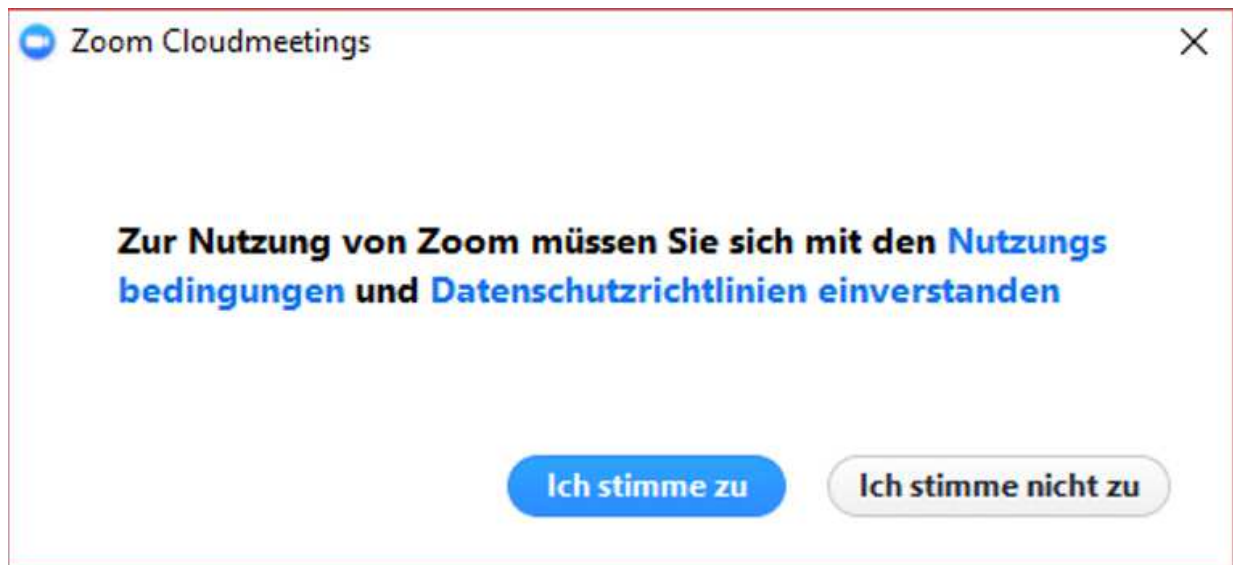 Zoom Cloudmeetings
Zur Nutzung von Zoom müssen Sie sich mit den Nutzungs
bedingungen und Datenschutzrichtlinien einverstanden
Ich stimme zu
Ich stimme nicht zu